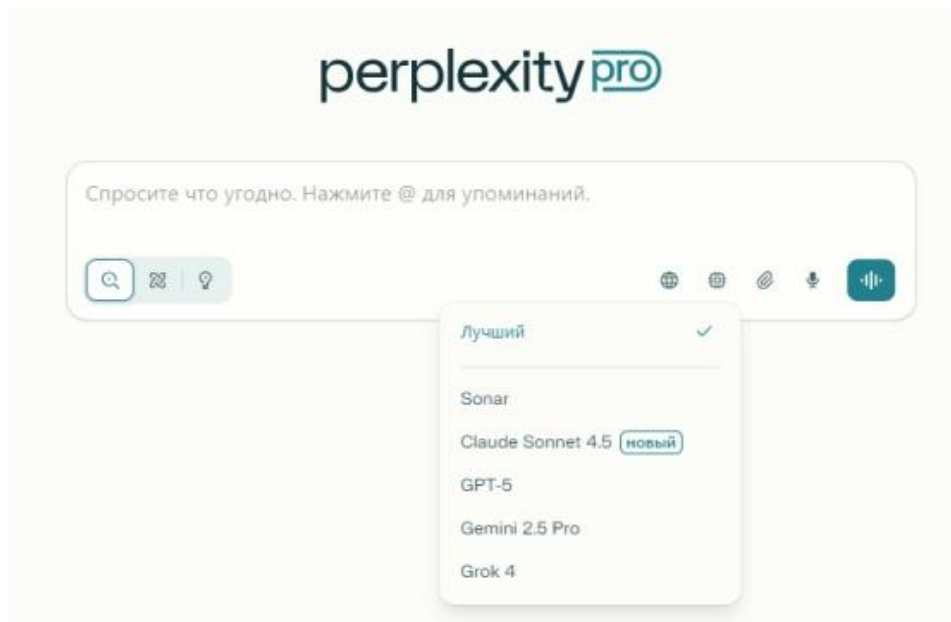 perplexity pro
Спросите что угодно. Нажмите @ для упоминаний.
Лучший
Sonar
Claude Sonnet 4.5 новый
GPT-5
Gemini 2.5 Pro
Grok 4